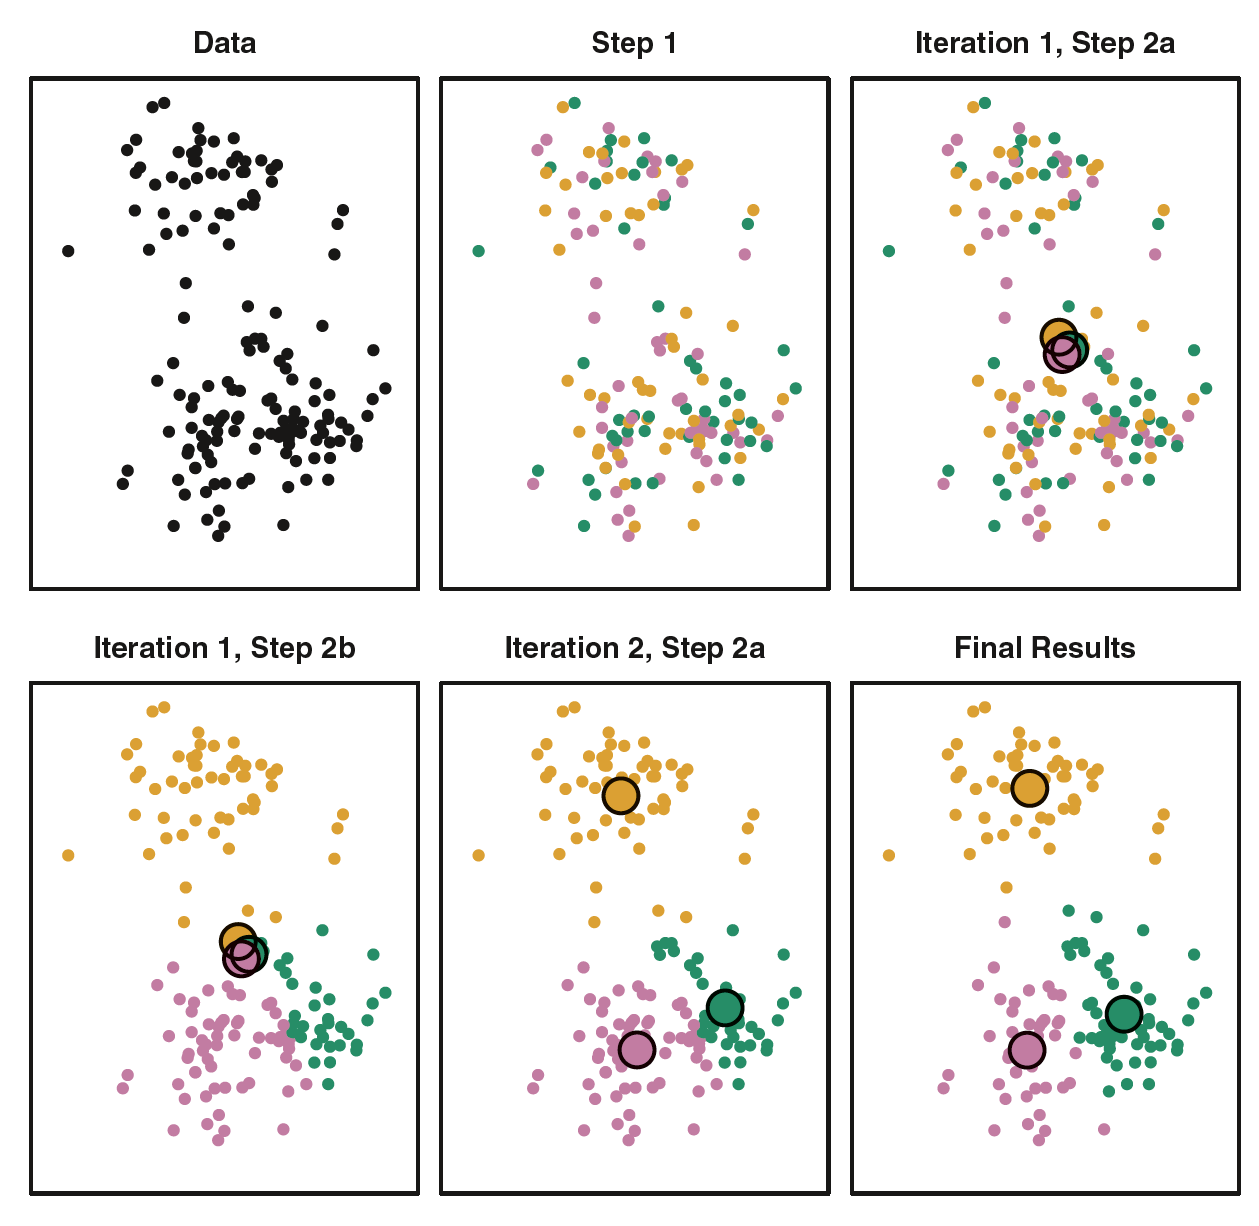 Data
Step 1
Iteration 1, Step 2a
Iteration 1, Step 2b
Iteration 2, Step 2a
Final Results